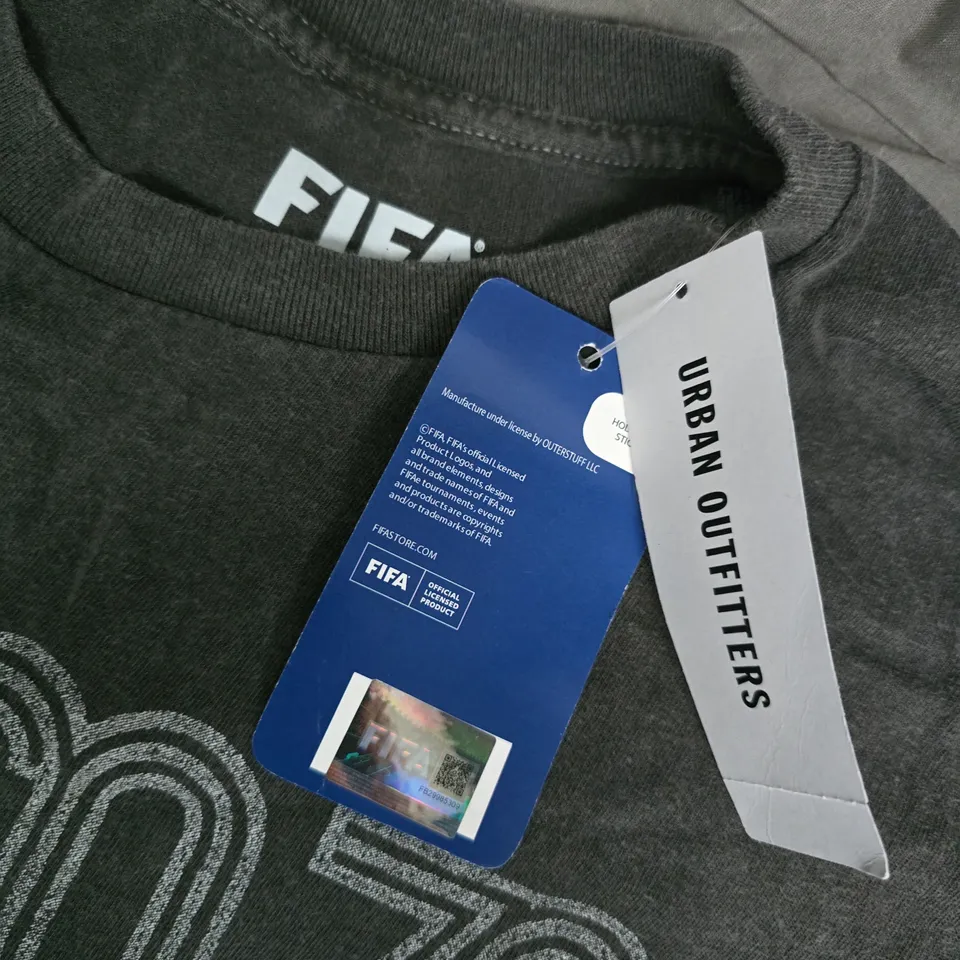 FIFA
Manufacture under license by OUTERSTUFF LLC
©FIFA, FIFA's official Licensed
Product Logos, and
all brand elements, designs
and trade names of FIFA and
FIFAe tournaments, events
and products are copyrights
and/or trademarks of FIFA.
FIFASTORE.COM
FIFA
OFFICIAL
LICENSED
PRODUCT
FIFA
URBAN OUTFITTERS